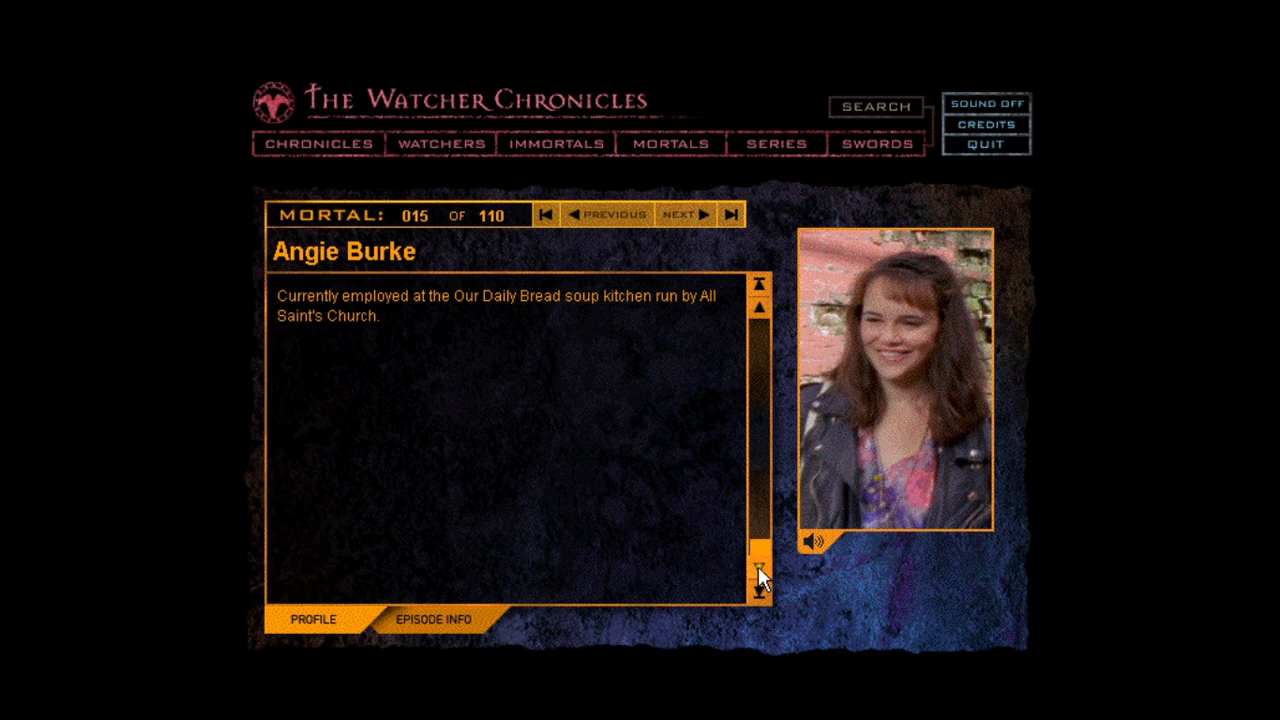 THE WATCHER CHRONICLES
SEARCH
SOUND OFF
CREDITS
QUIT
CHRONICLES WATCHERS IMMORTALS MORTALS SERIES SWORDS
MORTAL: 015 OF 110 PREVIOUS NEXT
Angie Burke
Currently employed at the Our Daily Bread soup kitchen run by All
Saint's Church.
PROFILE EPISODE INFO